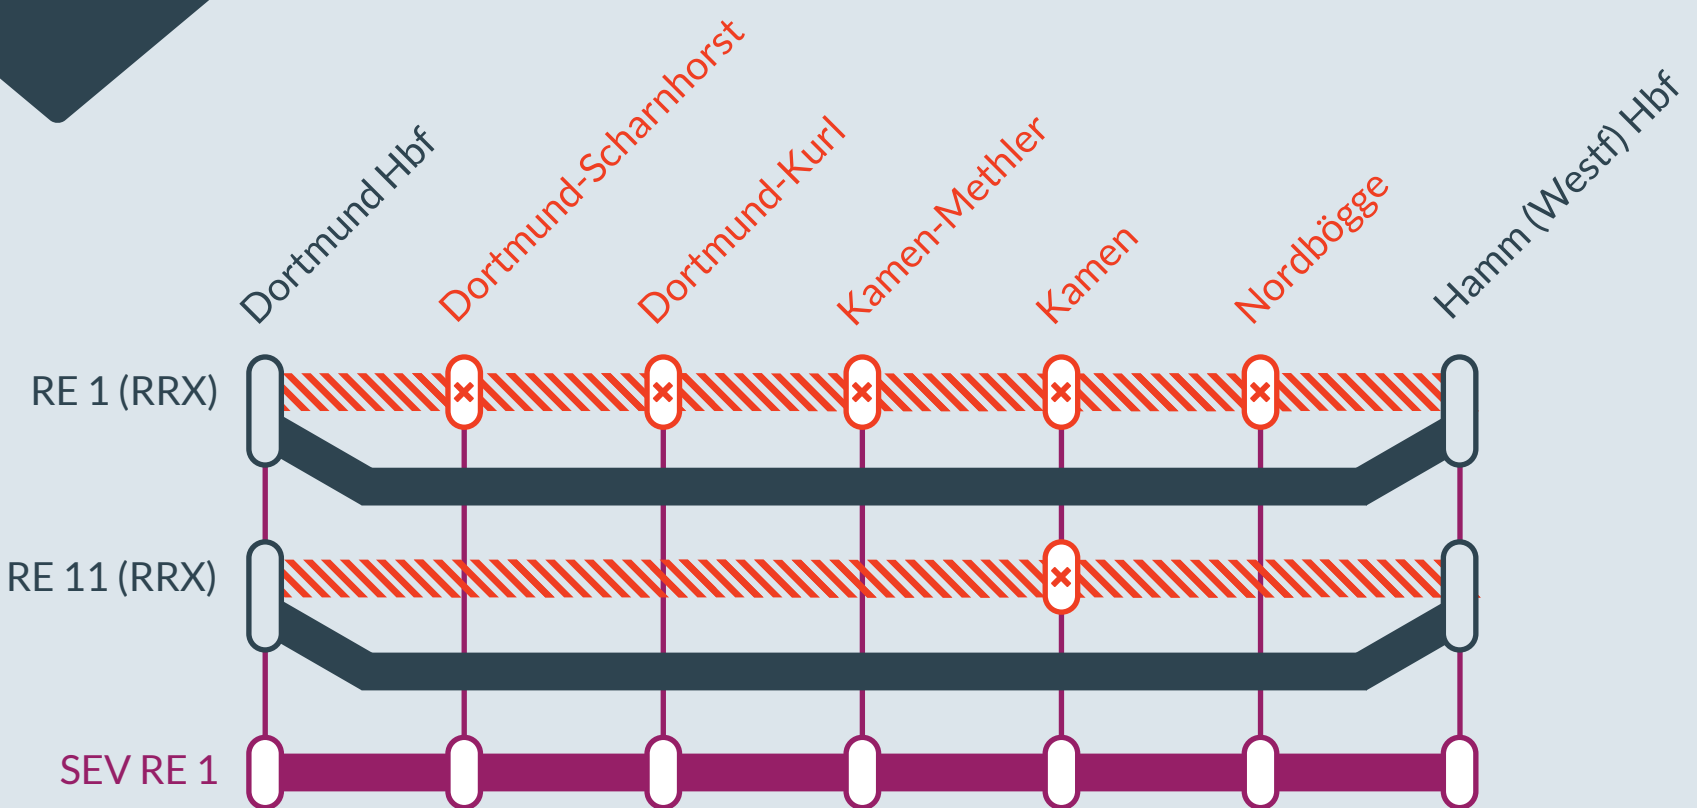 Dortmund Hbf
Dortmund-Scharnhorst
Dortmund-Kurl
Kamen-Methler
Kamen
Nordbögge
Hamm (Westf) Hbf
RE 1 (RRX)
RE 11 (RRX)
SEV RE 1